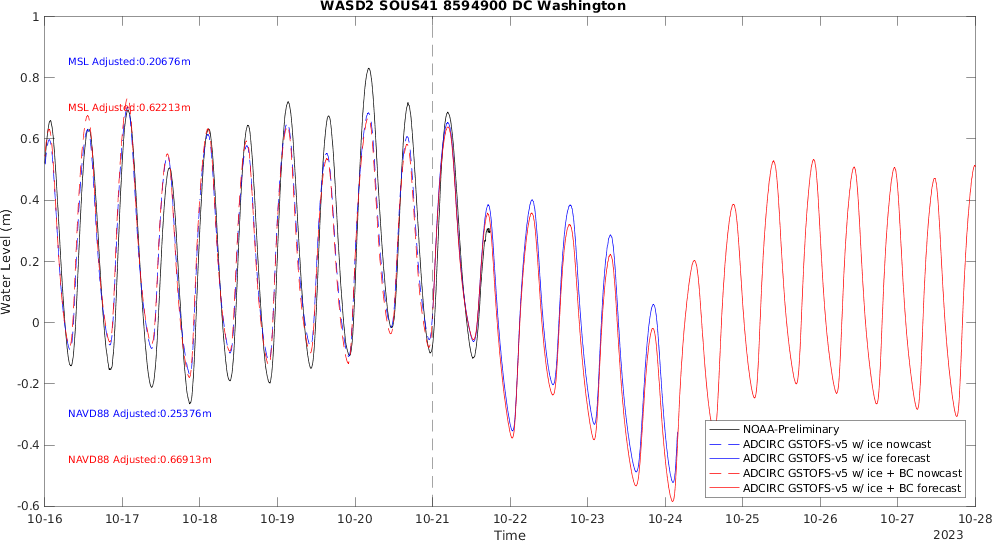 WASD2 SOUS41 8594900 DC Washington
1
0.8
0.6
0.4
0.2
0
-0.2
-0.4
-0.6
Water Level (m)
MSL Adjusted:0.20676m
MSL Adjusted:0.62213m
NAVD88 Adjusted:0.25376m
NAVD88 Adjusted:0.66913m
NOAA-Preliminary
ADCIRC GSTOFS-v5 w/ ice nowcast
ADCIRC GSTOFS-v5 w/ ice forecast
ADCIRC GSTOFS-v5 w/ ice + BC nowcast
ADCIRC GSTOFS-v5 w/ ice + BC forecast
10-16 10-17 10-18 10-19 10-20 10-21 10-22 10-23 10-24 10-25 10-26 10-27 10-28
Time
2023